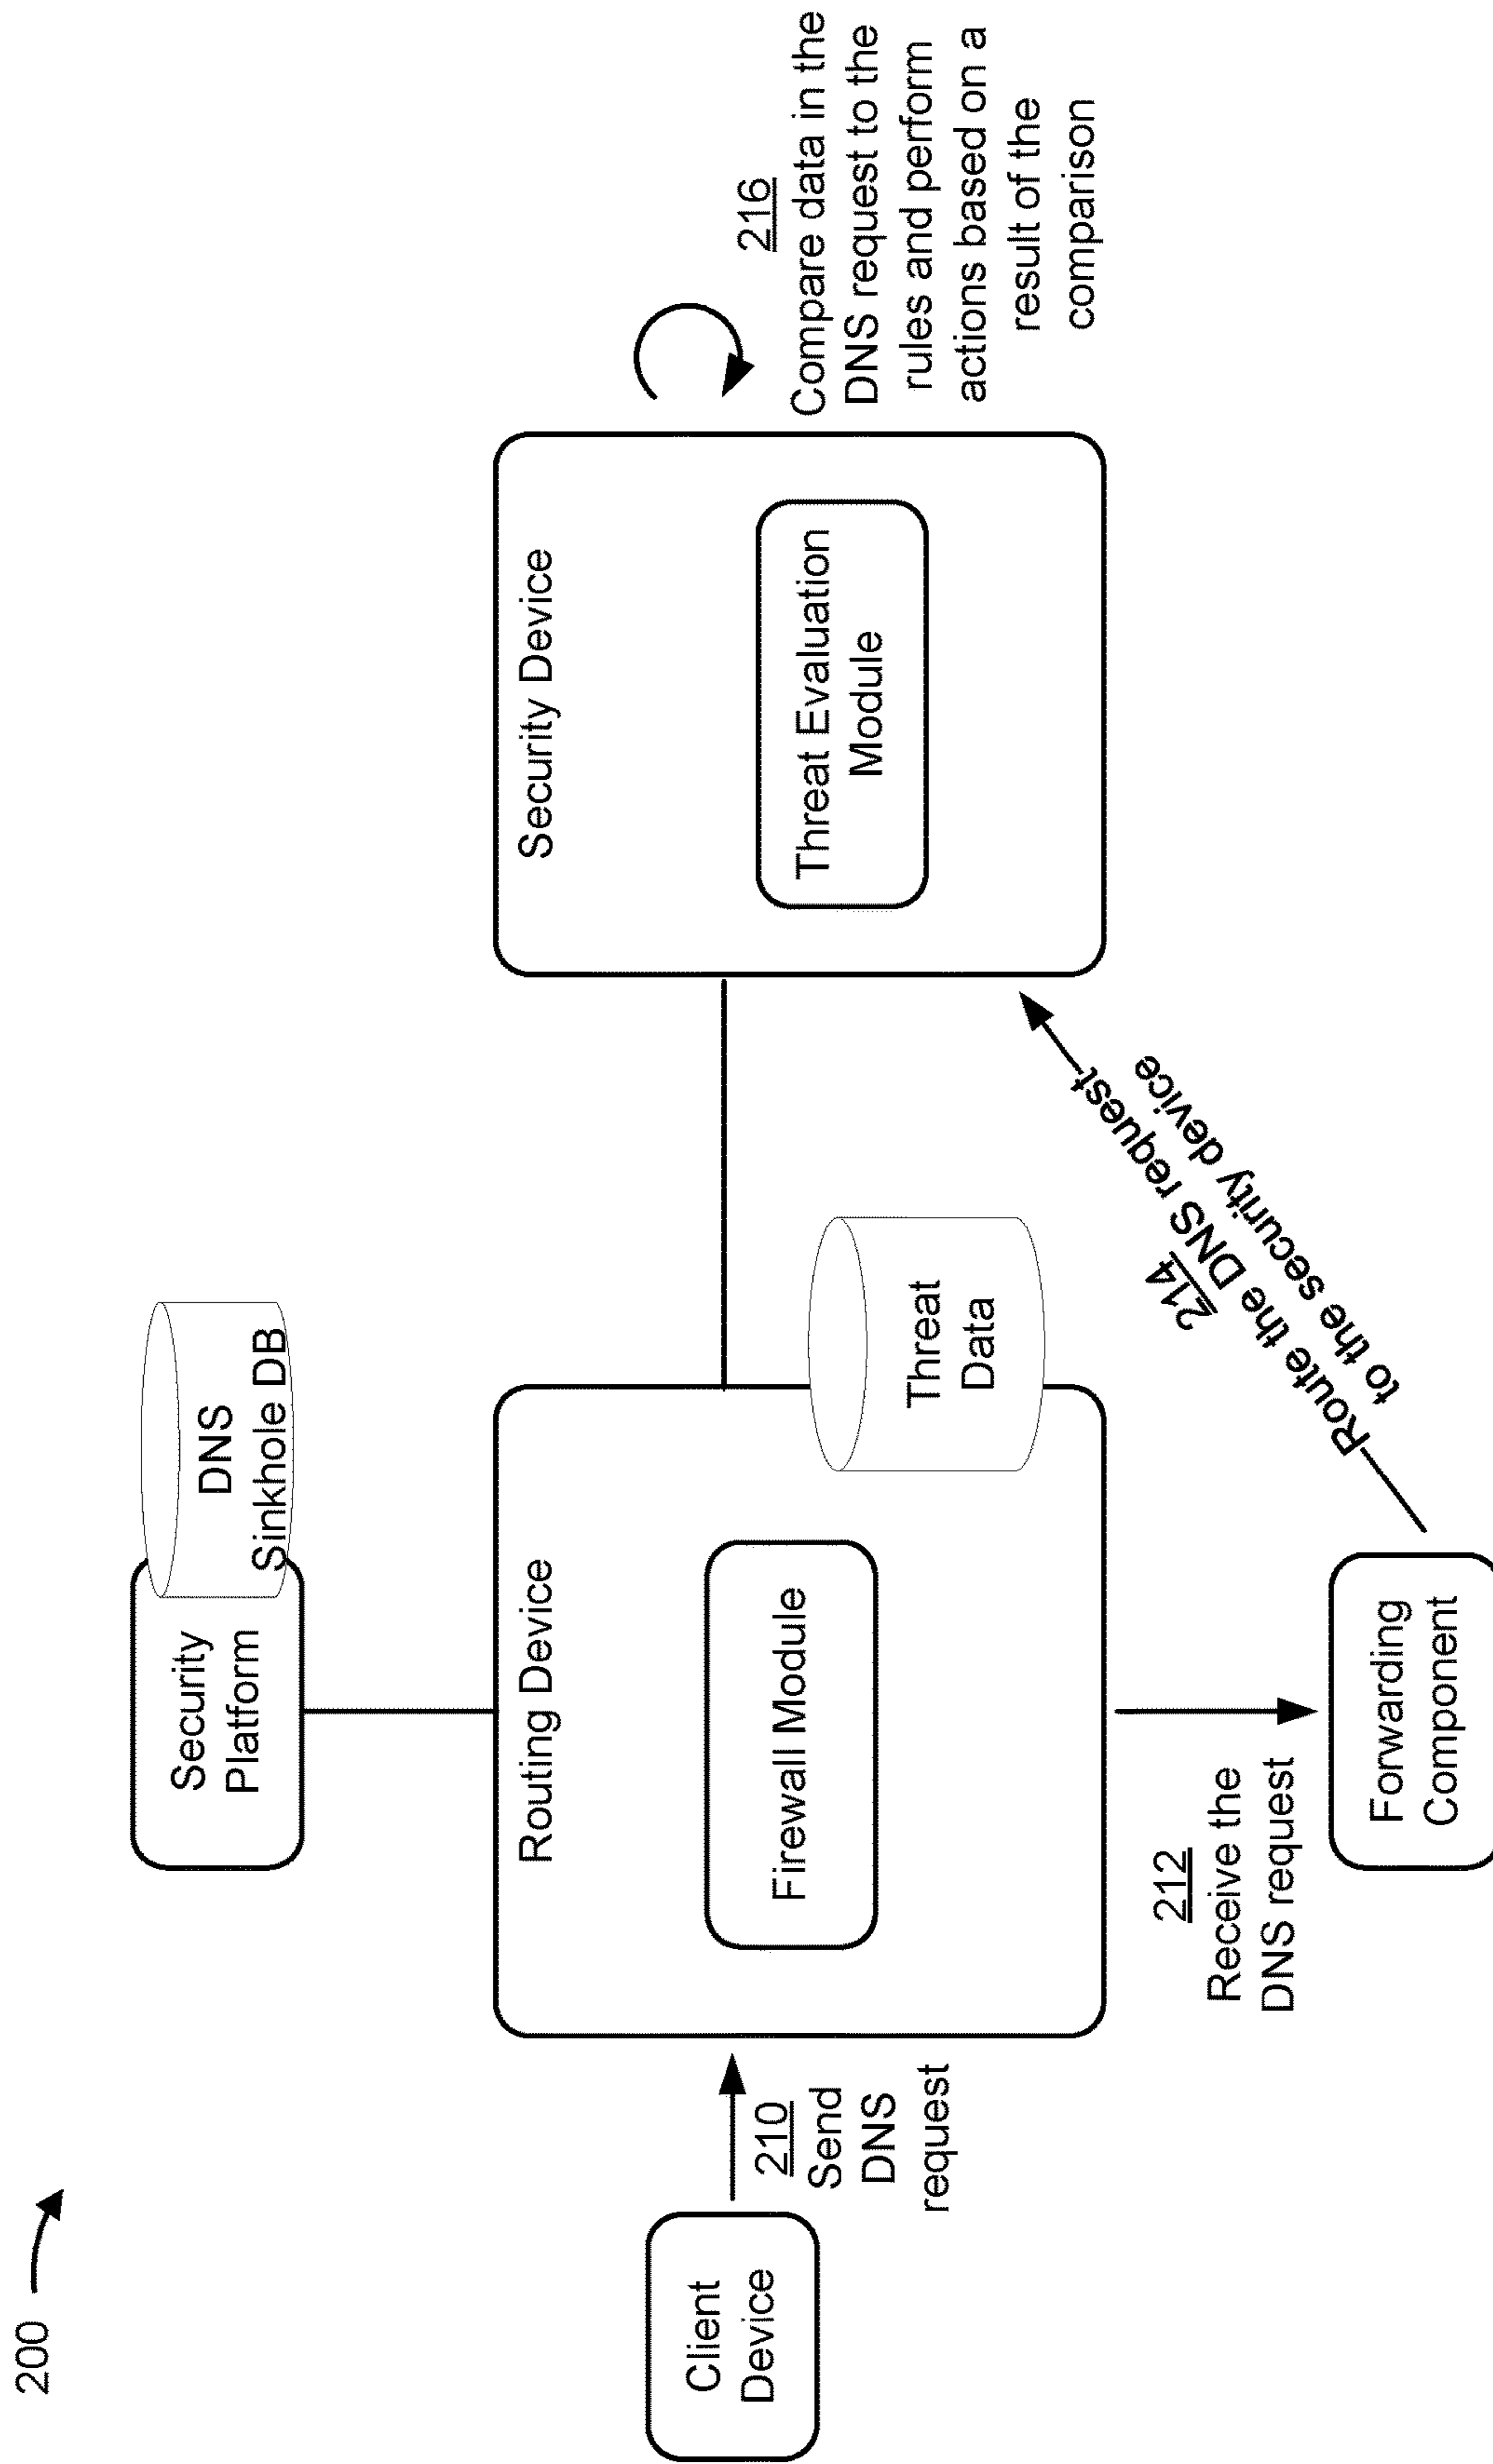 200
Security
Platform
DNS
Sinkhole DB
Client
Device
210
Send
DNS
request
Routing Device
Firewall Module
Threat
Data
212
Receive the
DNS request
Forwarding
Component
214
Route the DNS request
to the security device
Security Device
Threat Evaluation
Module
216
Compare data in the
DNS request to the
rules and perform
actions based on a
result of the
comparison